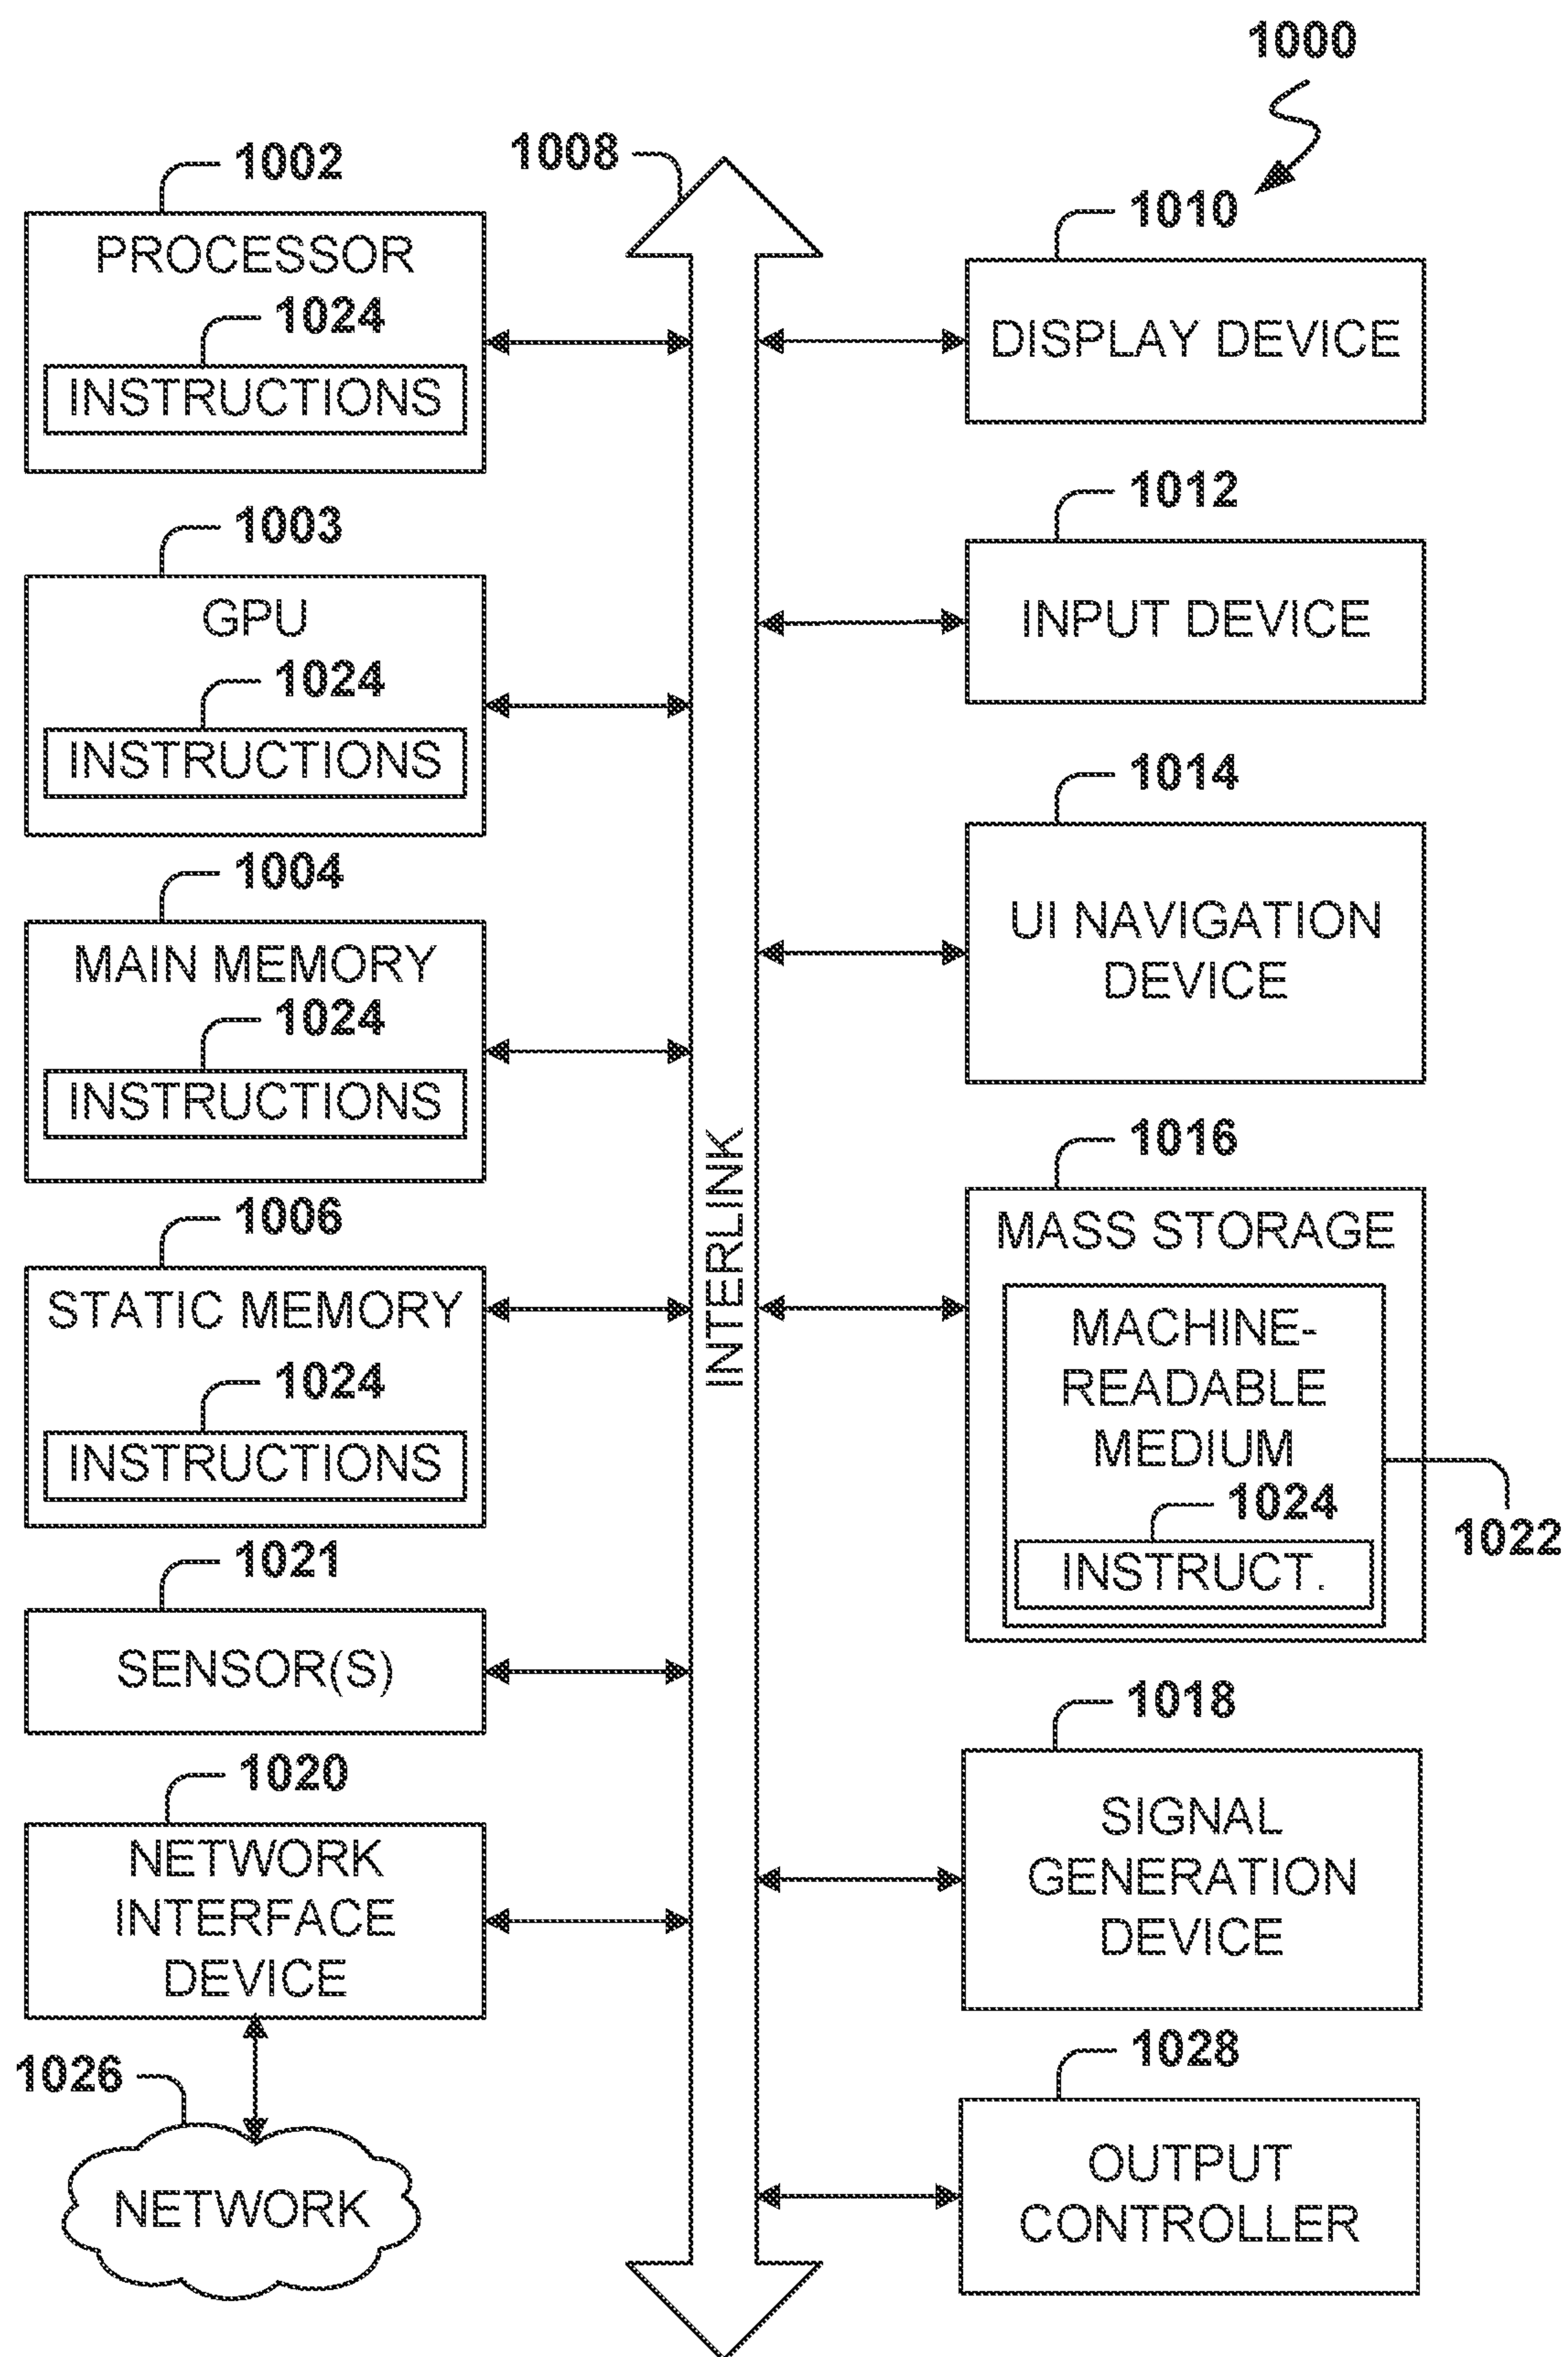 1000
1002
PROCESSOR
1024
INSTRUCTIONS
1003
GPU
1024
INSTRUCTIONS
1004
MAIN MEMORY
1024
INSTRUCTIONS
1006
STATIC MEMORY
1024
INSTRUCTIONS
1021
SENSOR(S)
1020
NETWORK
INTERFACE
DEVICE
1026
NETWORK
1008
INTERLINK
1010
DISPLAY DEVICE
1012
INPUT DEVICE
1014
UI NAVIGATION
DEVICE
1016
MASS STORAGE
MACHINE-
READABLE
MEDIUM
1024
INSTRUCT.
1022
1018
SIGNAL
GENERATION
DEVICE
1028
OUTPUT
CONTROLLER